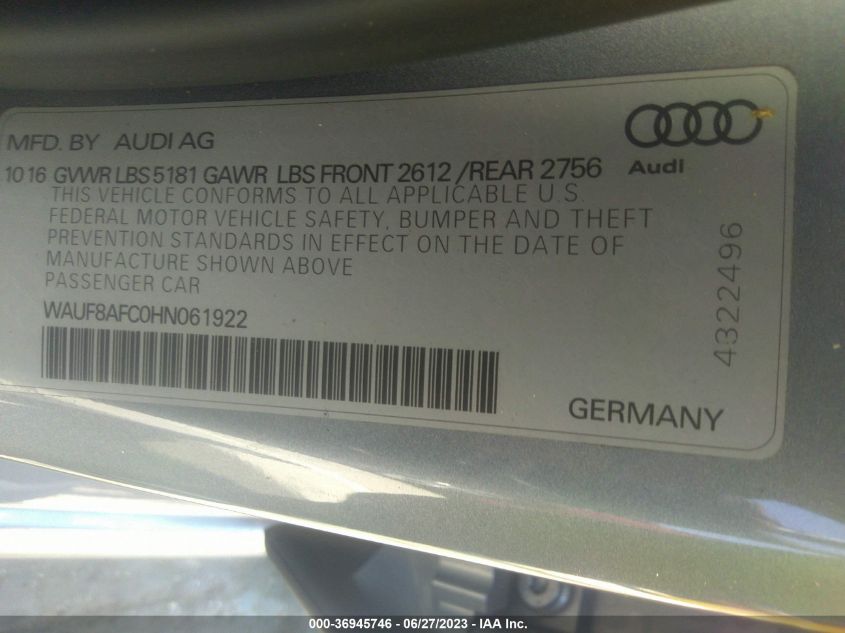 MFD. BY AUDI AG
Audi
10 16 GVWR LBS 5181 GAWR LBS FRONT 2612 / REAR 2756
THIS VEHICLE CONFORMS TO ALL APPLICABLE U.S.
FEDERAL MOTOR VEHICLE SAFETY, BUMPER AND THEFT
PREVENTION STANDARDS IN EFFECT ON THE DATE OF
MANUFACTURE SHOWN ABOVE
PASSENGER CAR
WAUF8AFC0HN061922
4322496
GERMANY
000-36945746 - 06/27/2023 - IAA Inc.